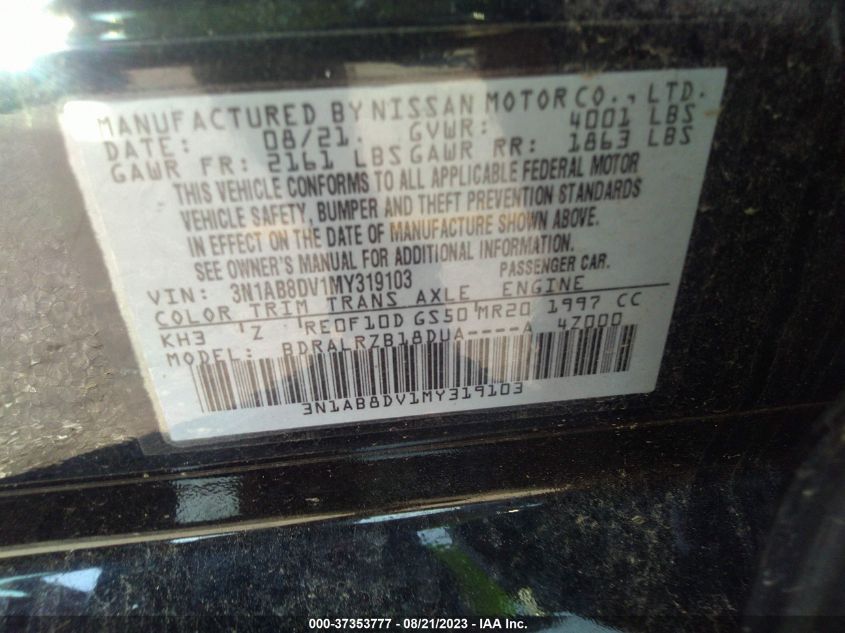 MANUFACTURED BY NISSAN MOTOR CO., LTD.
DATE: 08/21. GVWR: 4001 LBS
GAWR FR: 2161 LBS GAWR RR: 1863 LBS
THIS VEHICLE CONFORMS TO ALL APPLICABLE FEDERAL MOTOR
VEHICLE SAFETY, BUMPER AND THEFT PREVENTION STANDARDS
IN EFFECT ON THE DATE OF MANUFACTURE SHOWN ABOVE.
SEE OWNER'S MANUAL FOR ADDITIONAL INFORMATION.
VIN: 3N1AB8DV1MY319103 PASSENGER CAR.
COLOR TRIM TRANS AXLE ENGINE
KH3 Z RE0F10D GS50 MR20 1997 CC
MODEL: BDRALRZB18DUA----A 4Z000
3N1AB8DV1MY319103
000-37353777 - 08/21/2023 - IAA Inc.